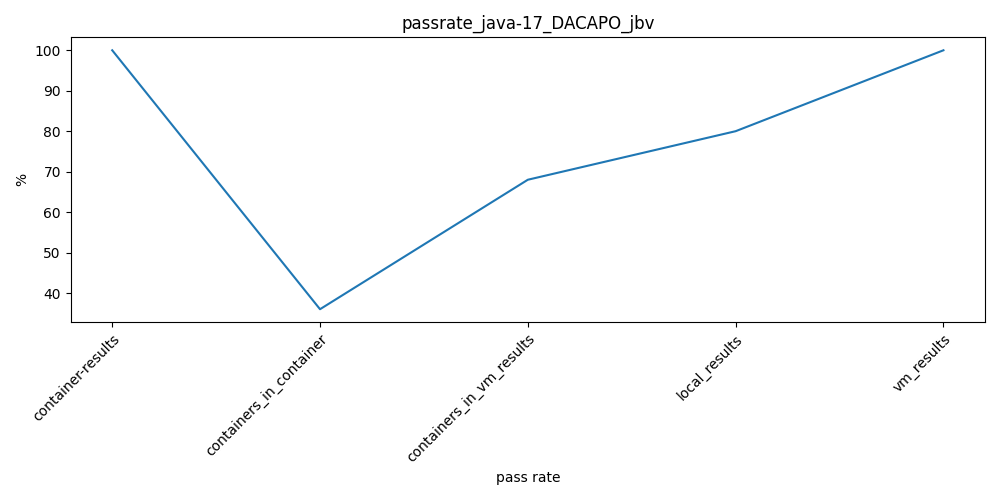 passrate_java-17_DACAPO_jbv
100
90
80
70
60
50
40
%
container-results
containers_in_container
containers_in_vm_results
local_results
vm_results
pass rate